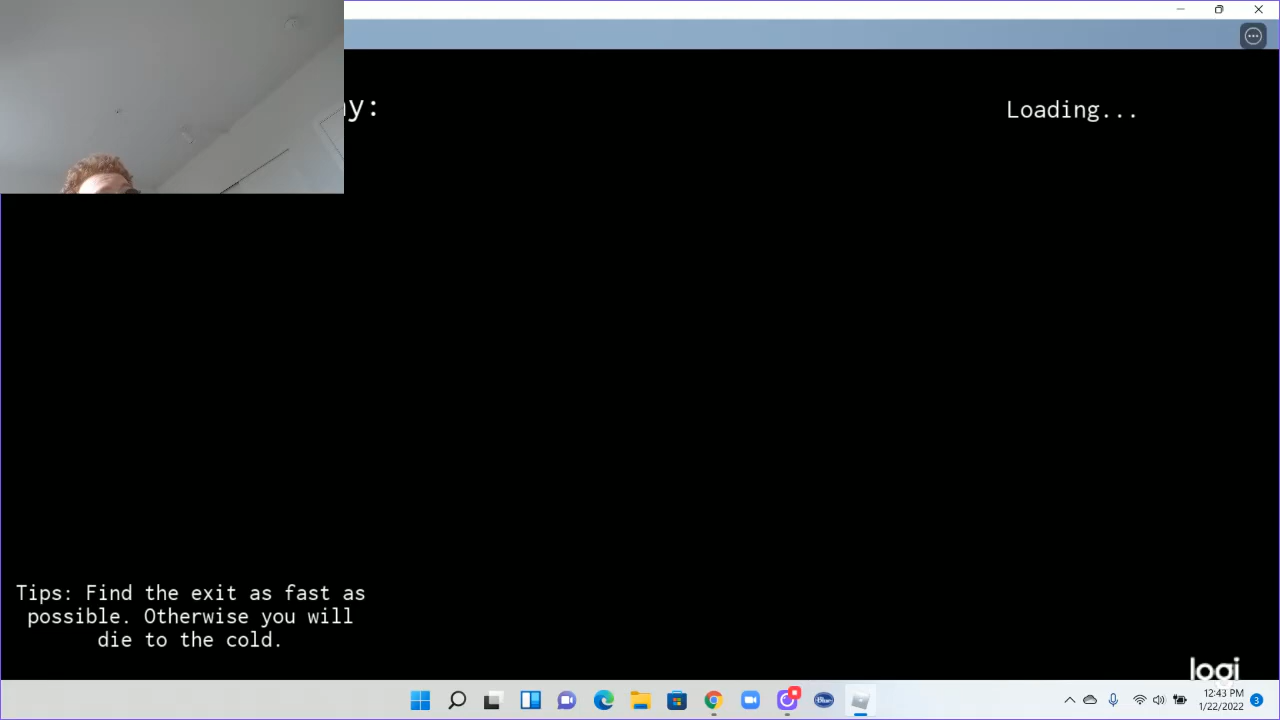 y:
Loading...
Tips: Find the exit as fast as
possible. Otherwise you will
die to the cold.
logi
12:43 PM
1/22/2022
3